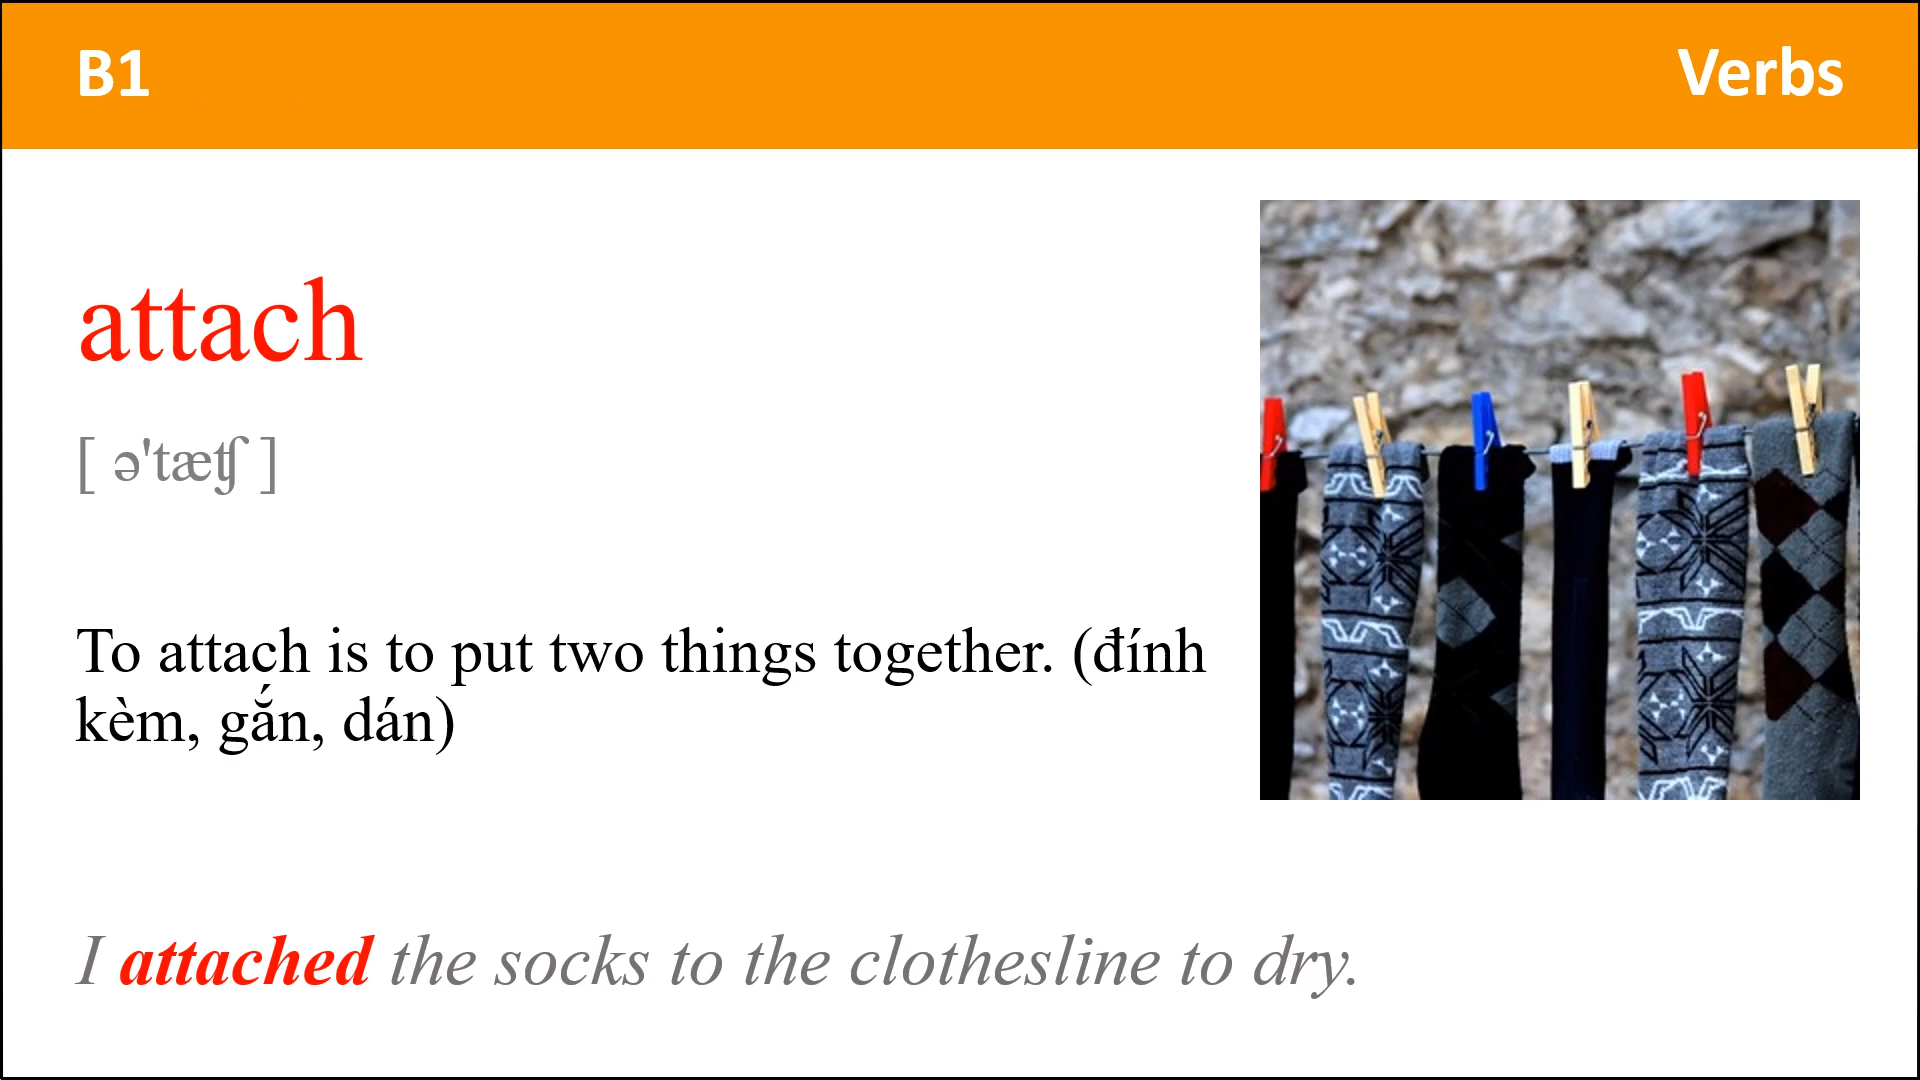 B1
Verbs
attach
[ ə'tæʧ ]
To attach is to put two things together. (đính
kèm, gắn, dán)
I attached the socks to the clothesline to dry.